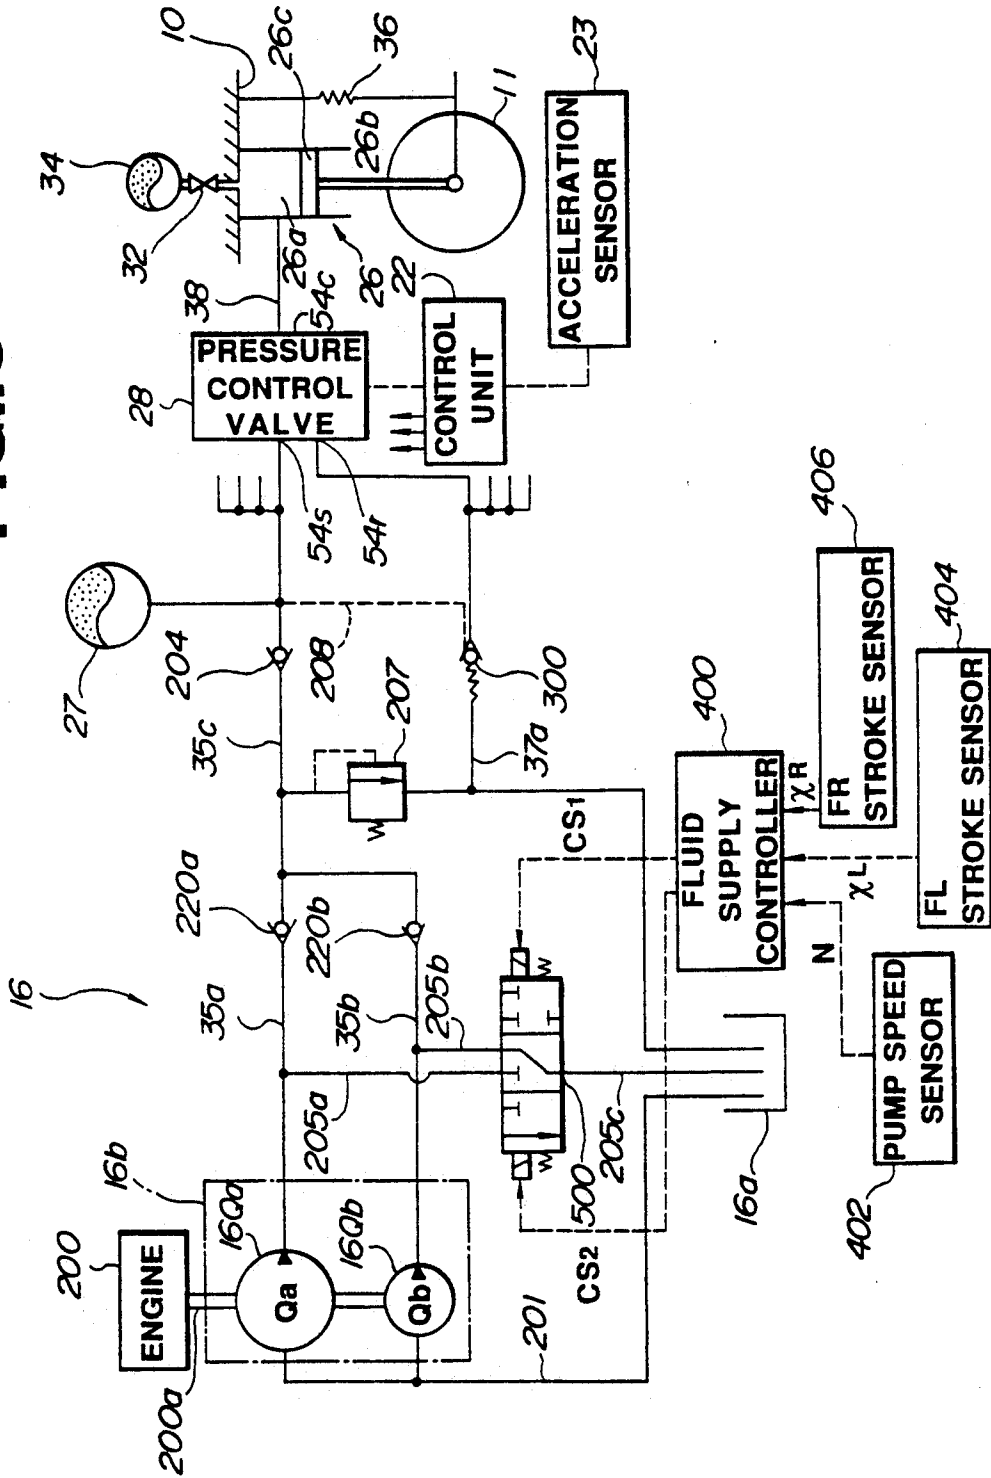 16
200
ENGINE
200a
16b
16Qa
Qa
16Qb
Qb
201
35a
205a
35b
205b
220a
220b
35c
204
27
208
207
300
37a
54s
54r
28
PRESSURE
CONTROL
VALVE
54c
38
32
34
10
26c
36
26a
26b
26
11
22
CONTROL
UNIT
23
ACCELERATION
SENSOR
CS1
CS2
500
205c
16a
400
FLUID
SUPPLY
CONTROLLER
N
χL
χR
402
PUMP SPEED
SENSOR
404
FL
STROKE SENSOR
406
FR
STROKE SENSOR